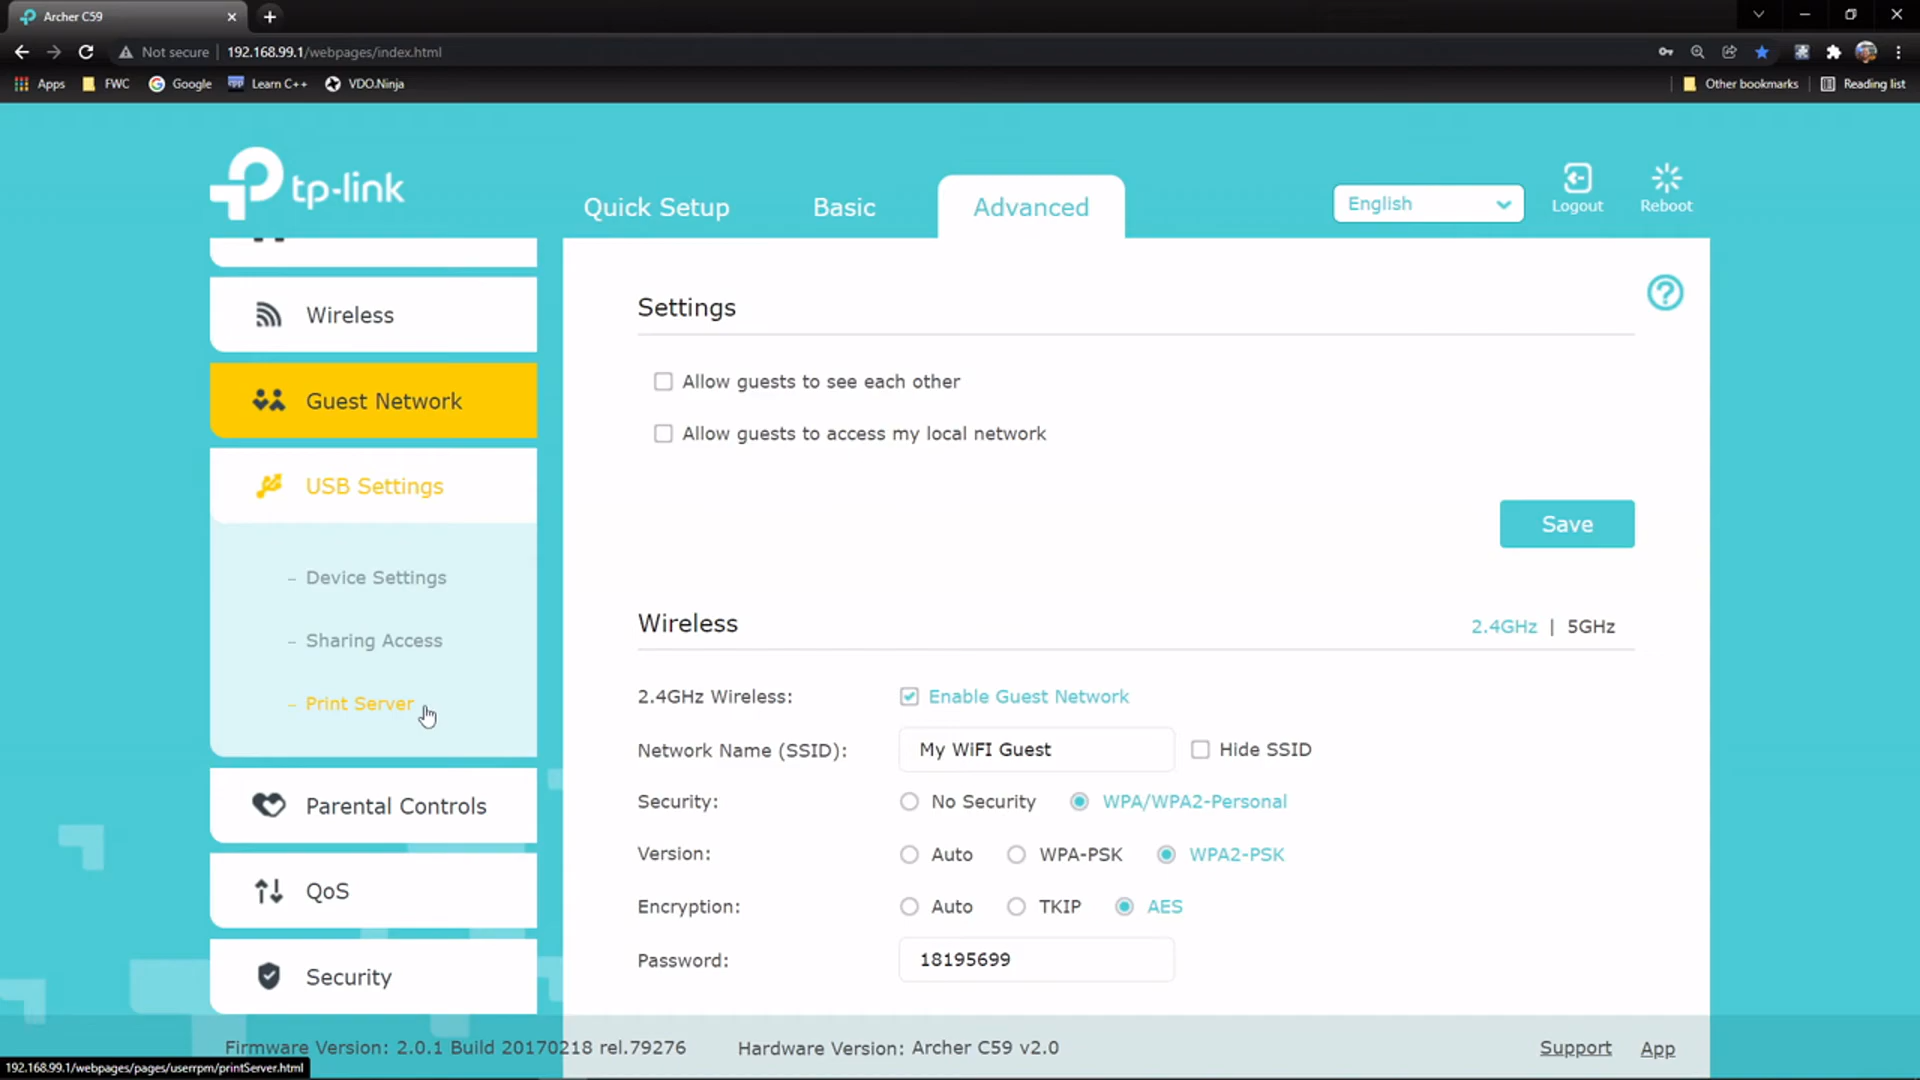 Archer C59
Not secure | 192.168.99.1/webpages/index.html
Apps FWC Google Learn C++ VDO.Ninja Other bookmarks Reading list
tp-link
Quick Setup Basic Advanced English Logout Reboot
Wireless
Guest Network
USB Settings
– Device Settings
– Sharing Access
– Print Server
Parental Controls
QoS
Security
Settings
Allow guests to see each other
Allow guests to access my local network
Save
Wireless 2.4GHz | 5GHz
2.4GHz Wireless: Enable Guest Network
Network Name (SSID): My WiFI Guest Hide SSID
Security: No Security WPA/WPA2-Personal
Version: Auto WPA-PSK WPA2-PSK
Encryption: Auto TKIP AES
Password: 18195699
Firmware Version: 2.0.1 Build 20170218 rel.79276 Hardware Version: Archer C59 v2.0 Support App
192.168.99.1/webpages/pages/userrpm/printServer.html